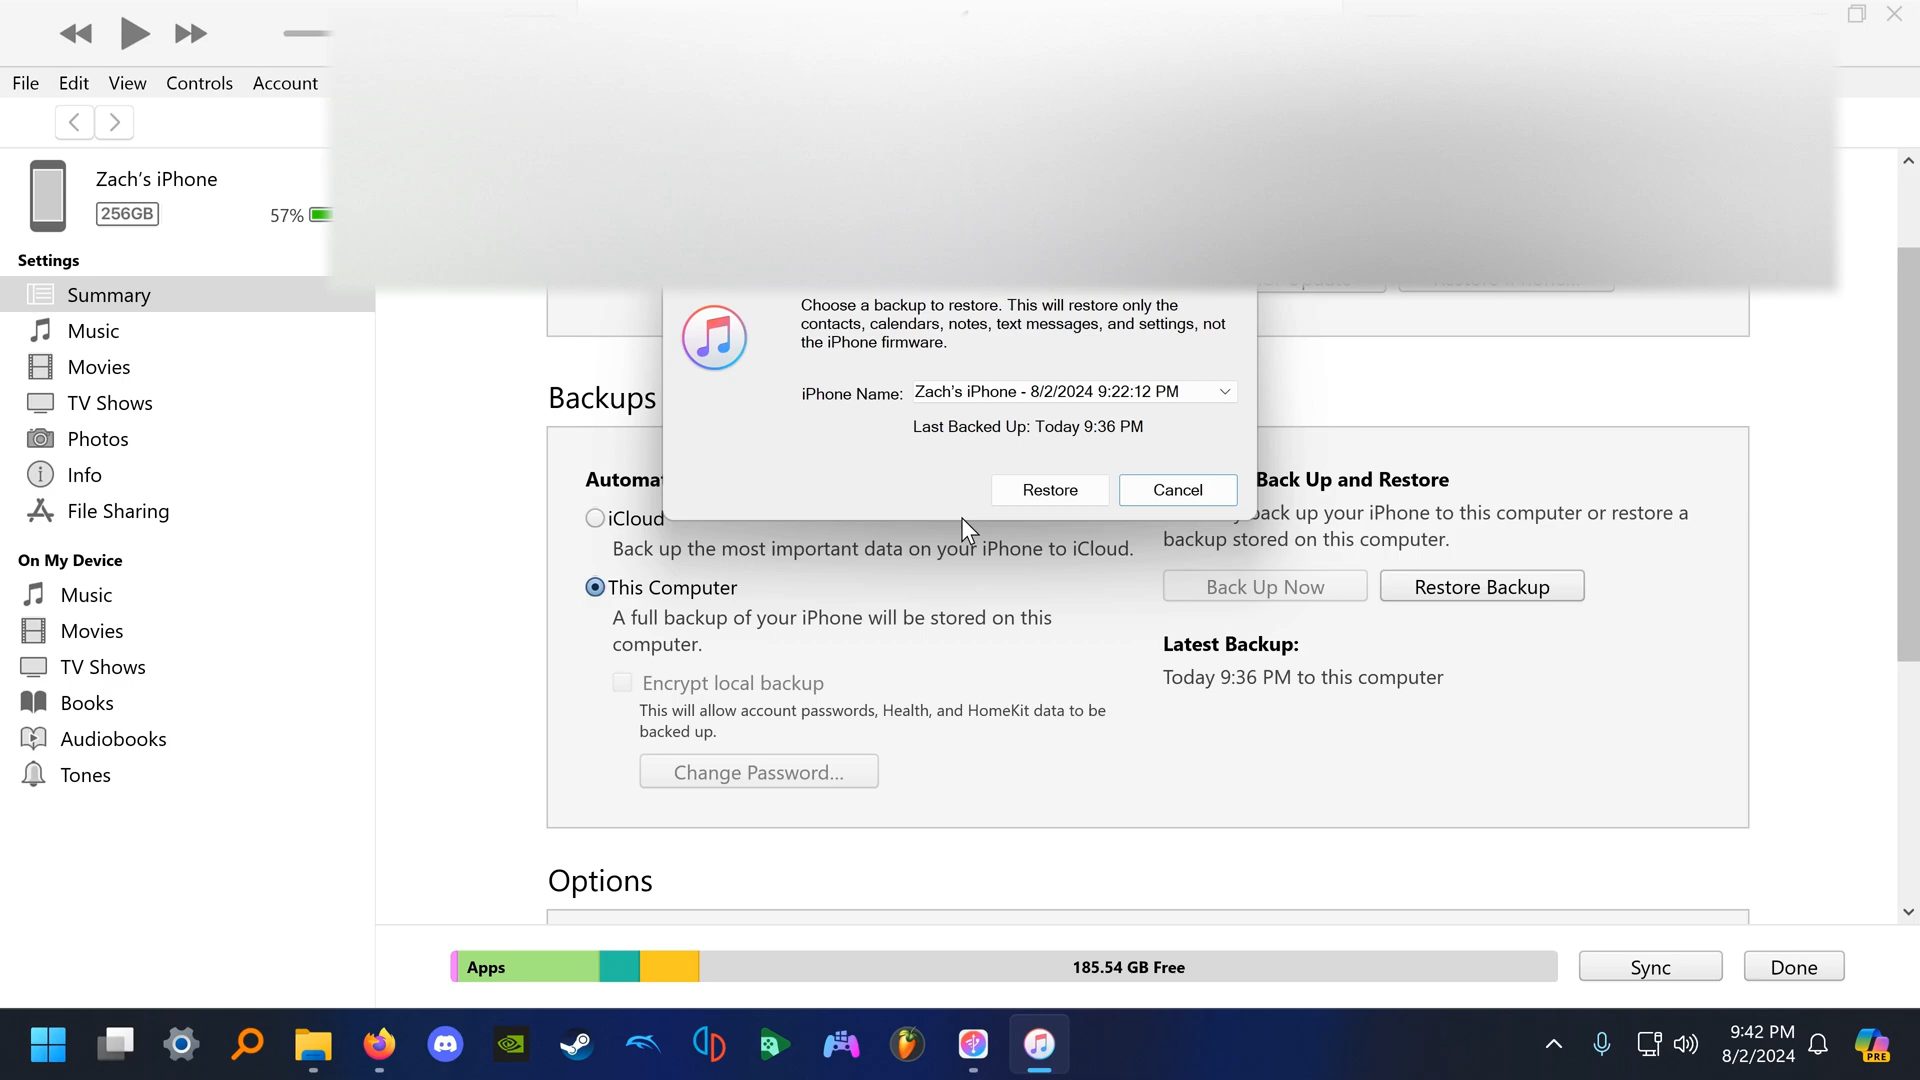 File Edit View Controls Account
Zach's iPhone
256GB
57%
Settings
Summary
Music
Movies
TV Shows
Photos
Info
File Sharing
On My Device
Music
Movies
TV Shows
Books
Audiobooks
Tones
Choose a backup to restore. This will restore only the
contacts, calendars, notes, text messages, and settings, not
the iPhone firmware.
iPhone Name: Zach's iPhone - 8/2/2024 9:22:12 PM
Last Backed Up: Today 9:36 PM
Restore Cancel
Backups
iCloud
Back up the most important data on your iPhone to iCloud.
This Computer
A full backup of your iPhone will be stored on this
computer.
Encrypt local backup
This will allow account passwords, Health, and HomeKit data to be
backed up.
Change Password...
Back Up and Restore
back up your iPhone to this computer or restore a
backup stored on this computer.
Back Up Now Restore Backup
Latest Backup:
Today 9:36 PM to this computer
Options
Apps 185.54 GB Free Sync Done
9:42 PM
8/2/2024
PRE